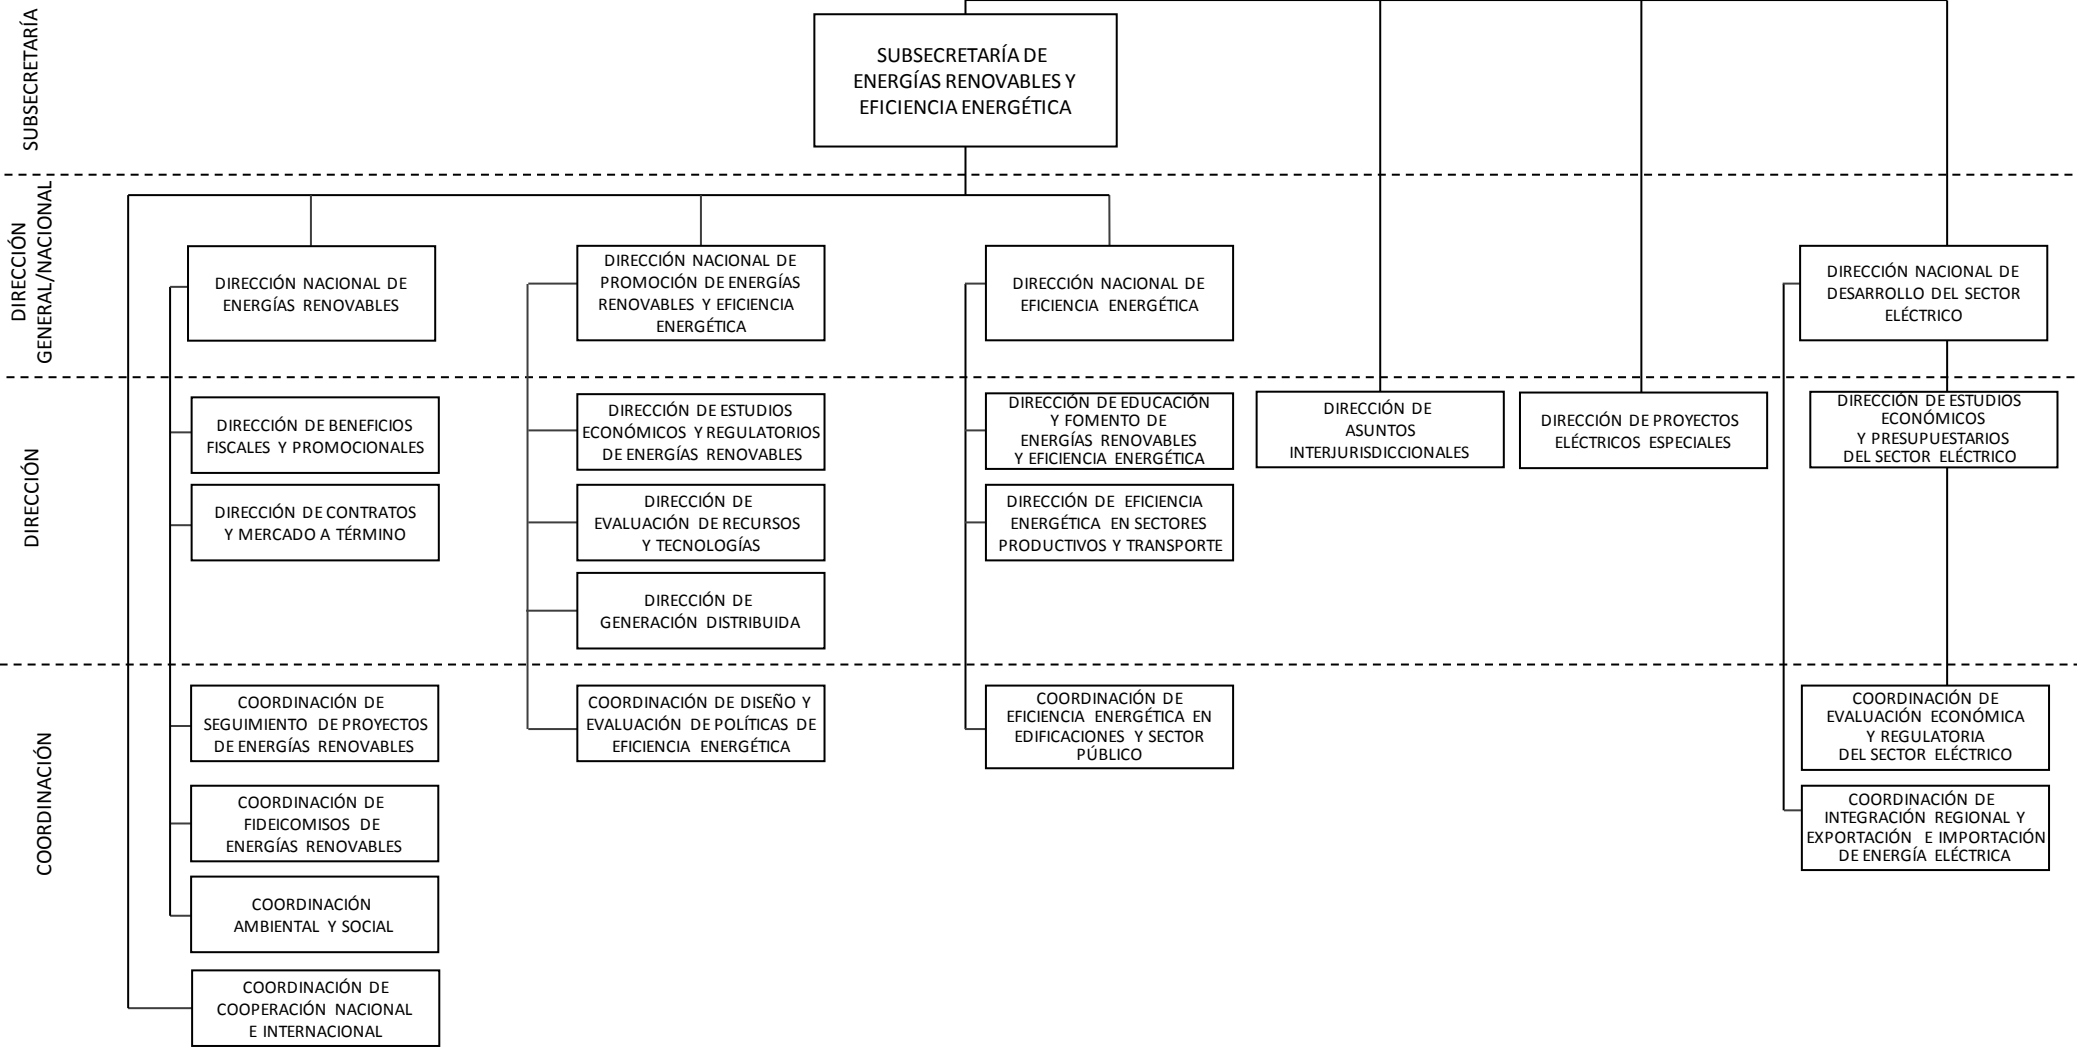 SUBSECRETARÍA
SUBSECRETARÍA DE
ENERGÍAS RENOVABLES Y
EFICIENCIA ENERGÉTICA
DIRECCIÓN
GENERAL/NACIONAL
DIRECCIÓN NACIONAL DE
ENERGÍAS RENOVABLES
DIRECCIÓN NACIONAL DE
PROMOCIÓN DE ENERGÍAS
RENOVABLES Y EFICIENCIA
ENERGÉTICA
DIRECCIÓN NACIONAL DE
EFICIENCIA ENERGÉTICA
DIRECCIÓN NACIONAL DE
DESARROLLO DEL SECTOR
ELÉCTRICO
DIRECCIÓN
DIRECCIÓN DE BENEFICIOS
FISCALES Y PROMOCIONALES
DIRECCIÓN DE ESTUDIOS
ECONÓMICOS Y REGULATORIOS
DE ENERGÍAS RENOVABLES
DIRECCIÓN DE EDUCACIÓN
Y FOMENTO DE
ENERGÍAS RENOVABLES
Y EFICIENCIA ENERGÉTICA
DIRECCIÓN DE
ASUNTOS
INTERJURISDICCIONALES
DIRECCIÓN DE PROYECTOS
ELÉCTRICOS ESPECIALES
DIRECCIÓN DE ESTUDIOS
ECONÓMICOS
Y PRESUPUESTARIOS
DEL SECTOR ELÉCTRICO
DIRECCIÓN DE CONTRATOS
Y MERCADO A TÉRMINO
DIRECCIÓN DE
EVALUACIÓN DE RECURSOS
Y TECNOLOGÍAS
DIRECCIÓN DE EFICIENCIA
ENERGÉTICA EN SECTORES
PRODUCTIVOS Y TRANSPORTE
DIRECCIÓN DE
GENERACIÓN DISTRIBUIDA
COORDINACIÓN
COORDINACIÓN DE
SEGUIMIENTO DE PROYECTOS
DE ENERGÍAS RENOVABLES
COORDINACIÓN DE DISEÑO Y
EVALUACIÓN DE POLÍTICAS DE
EFICIENCIA ENERGÉTICA
COORDINACIÓN DE
EFICIENCIA ENERGÉTICA EN
EDIFICACIONES Y SECTOR
PÚBLICO
COORDINACIÓN DE
EVALUACIÓN ECONÓMICA
Y REGULATORIA
DEL SECTOR ELÉCTRICO
COORDINACIÓN DE
FIDEICOMISOS DE
ENERGÍAS RENOVABLES
COORDINACIÓN DE
INTEGRACIÓN REGIONAL Y
EXPORTACIÓN E IMPORTACIÓN
DE ENERGÍA ELÉCTRICA
COORDINACIÓN
AMBIENTAL Y SOCIAL
COORDINACIÓN DE
COOPERACIÓN NACIONAL
E INTERNACIONAL